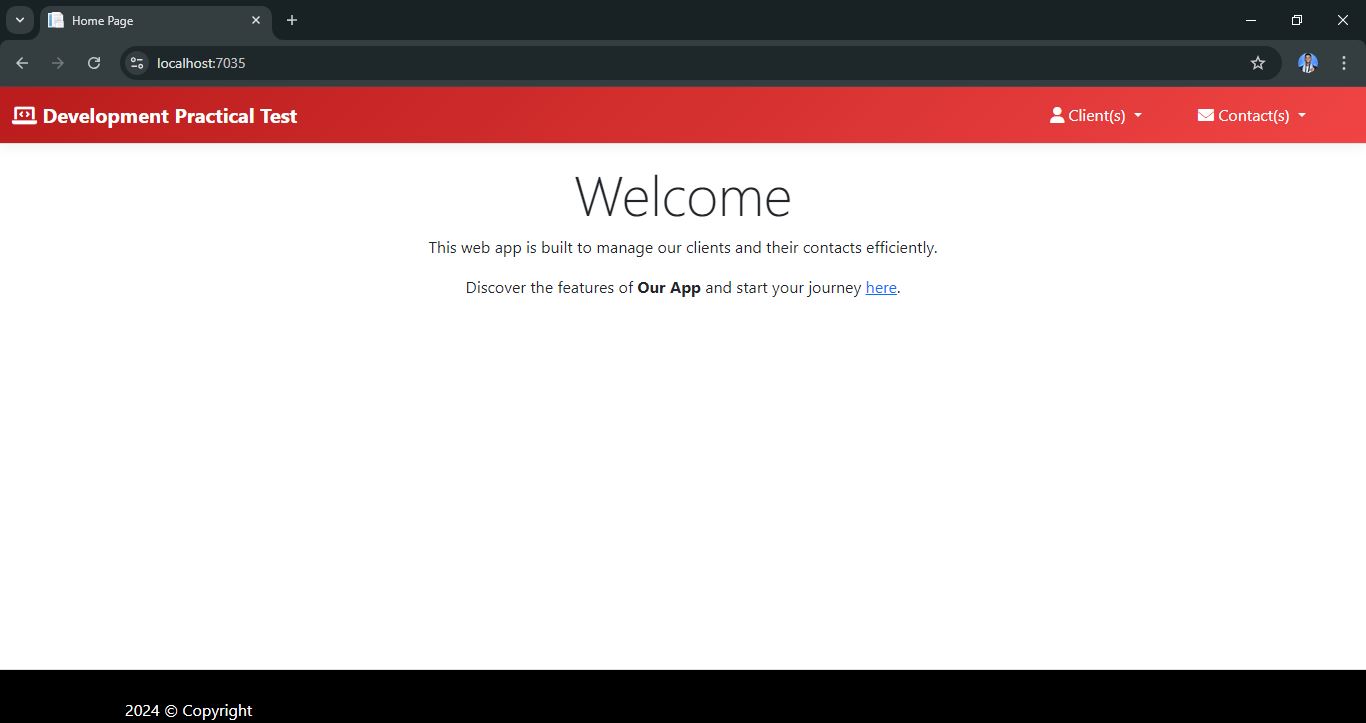 Home Page
localhost:7035
Development Practical Test
Client(s)
Contact(s)
Welcome
This web app is built to manage our clients and their contacts efficiently.
Discover the features of Our App and start your journey here.
2024 © Copyright